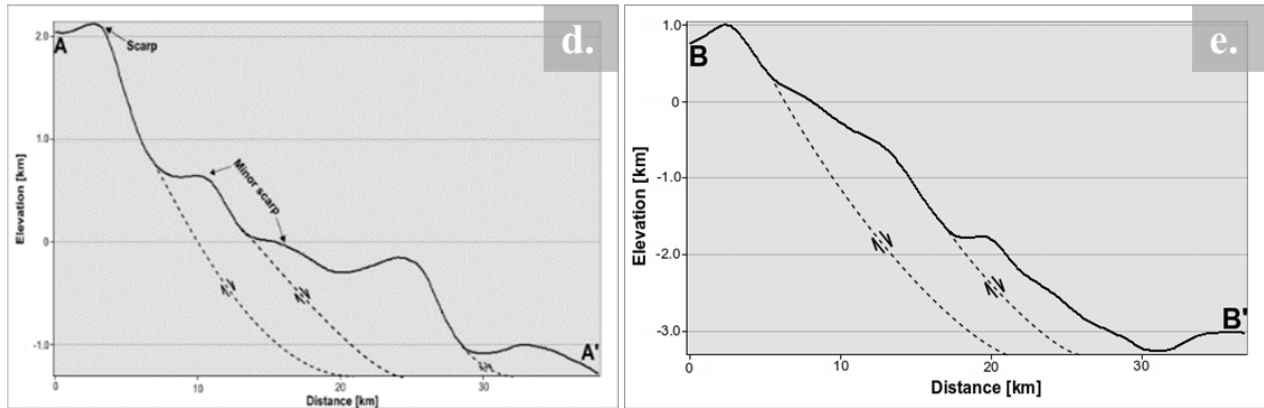 d.
2.0
A
Scarp
1.0
Minor scarp
0
-1.0
A'
0
10
20
30
Elevation [km]
Distance [km]
e.
1.0
B
0
-1.0
-2.0
-3.0
B'
0
10
20
30
Elevation [km]
Distance [km]